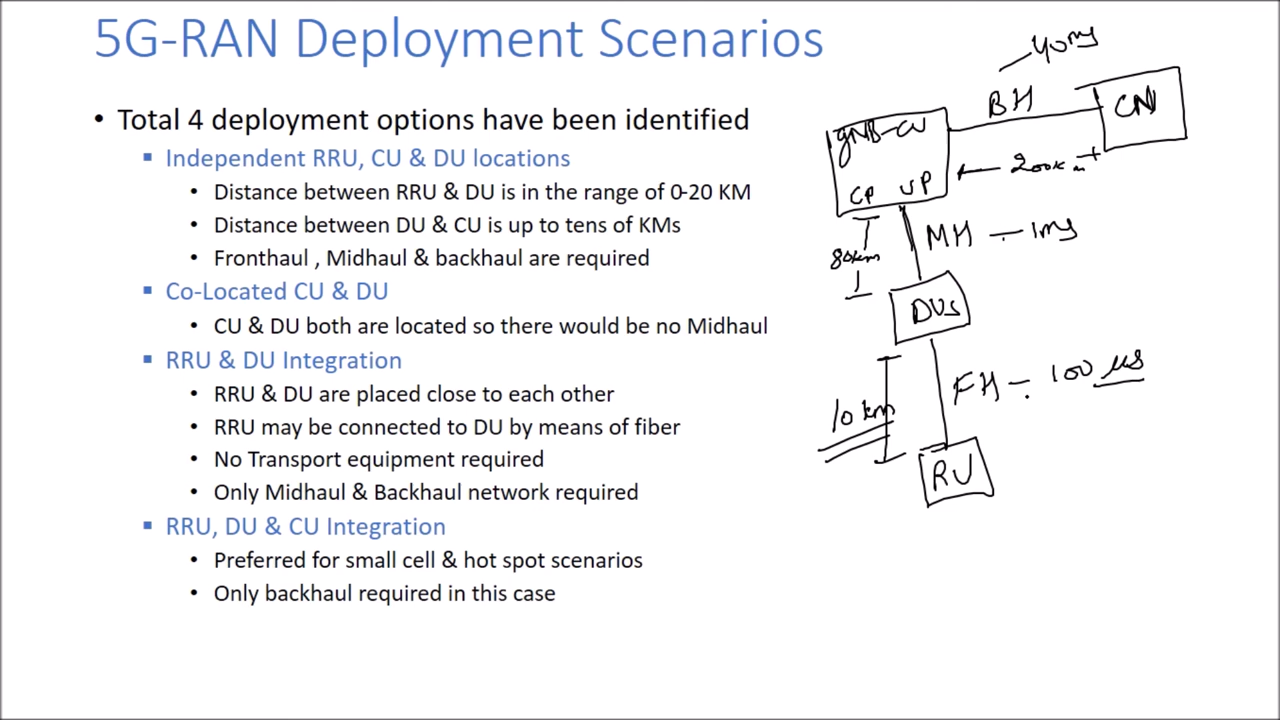 5G-RAN Deployment Scenarios
• Total 4 deployment options have been identified
▪ Independent RRU, CU & DU locations
• Distance between RRU & DU is in the range of 0-20 KM
• Distance between DU & CU is up to tens of KMs
• Fronthaul , Midhaul & backhaul are required
▪ Co-Located CU & DU
• CU & DU both are located so there would be no Midhaul
▪ RRU & DU Integration
• RRU & DU are placed close to each other
• RRU may be connected to DU by means of fiber
• No Transport equipment required
• Only Midhaul & Backhaul network required
▪ RRU, DU & CU Integration
• Preferred for small cell & hot spot scenarios
• Only backhaul required in this case
40ms
BH
CN
gNB-CU
CP UP
200km+
MH - 1ms
80km
DUs
FH - 100 μs
10 km
RU